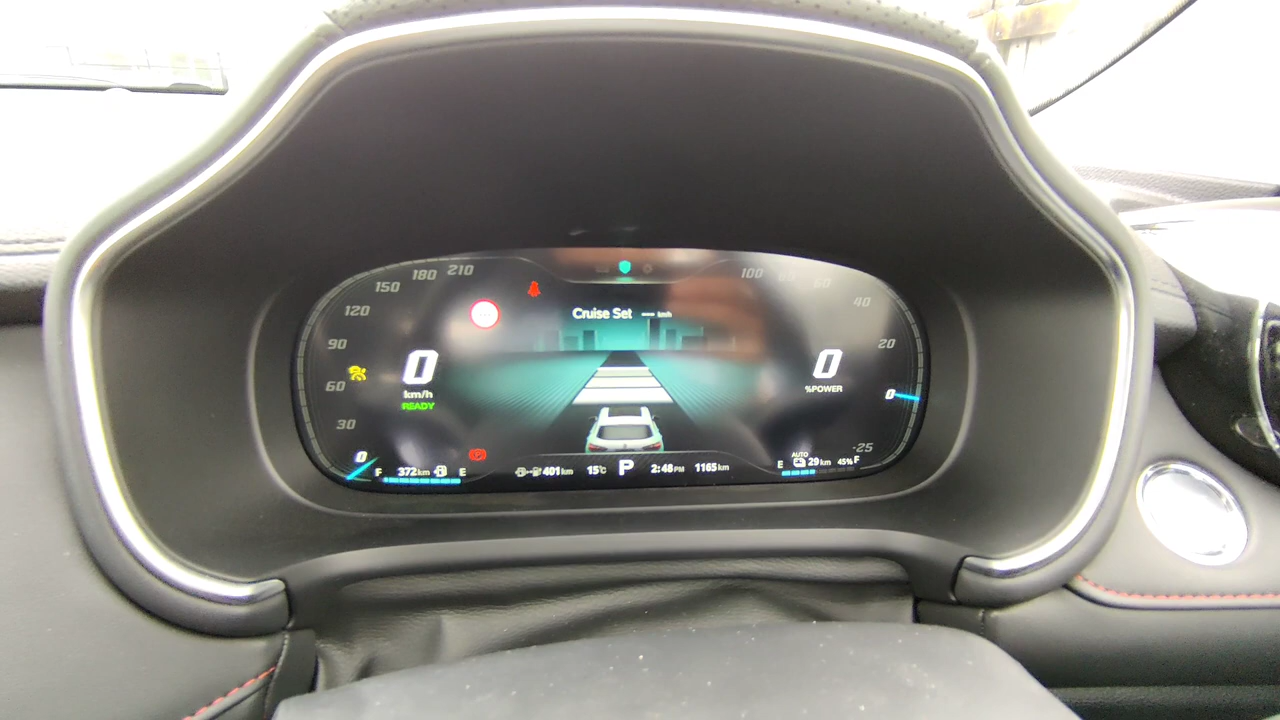 210
180
150
120
90
60
30
0
0
km/h
READY
Cruise Set --- km/h
100
60
40
20
0
-25
0
%POWER
F 372km E
401km
15°C
P
2:48PM
1165km
AUTO
E 29km 45% F